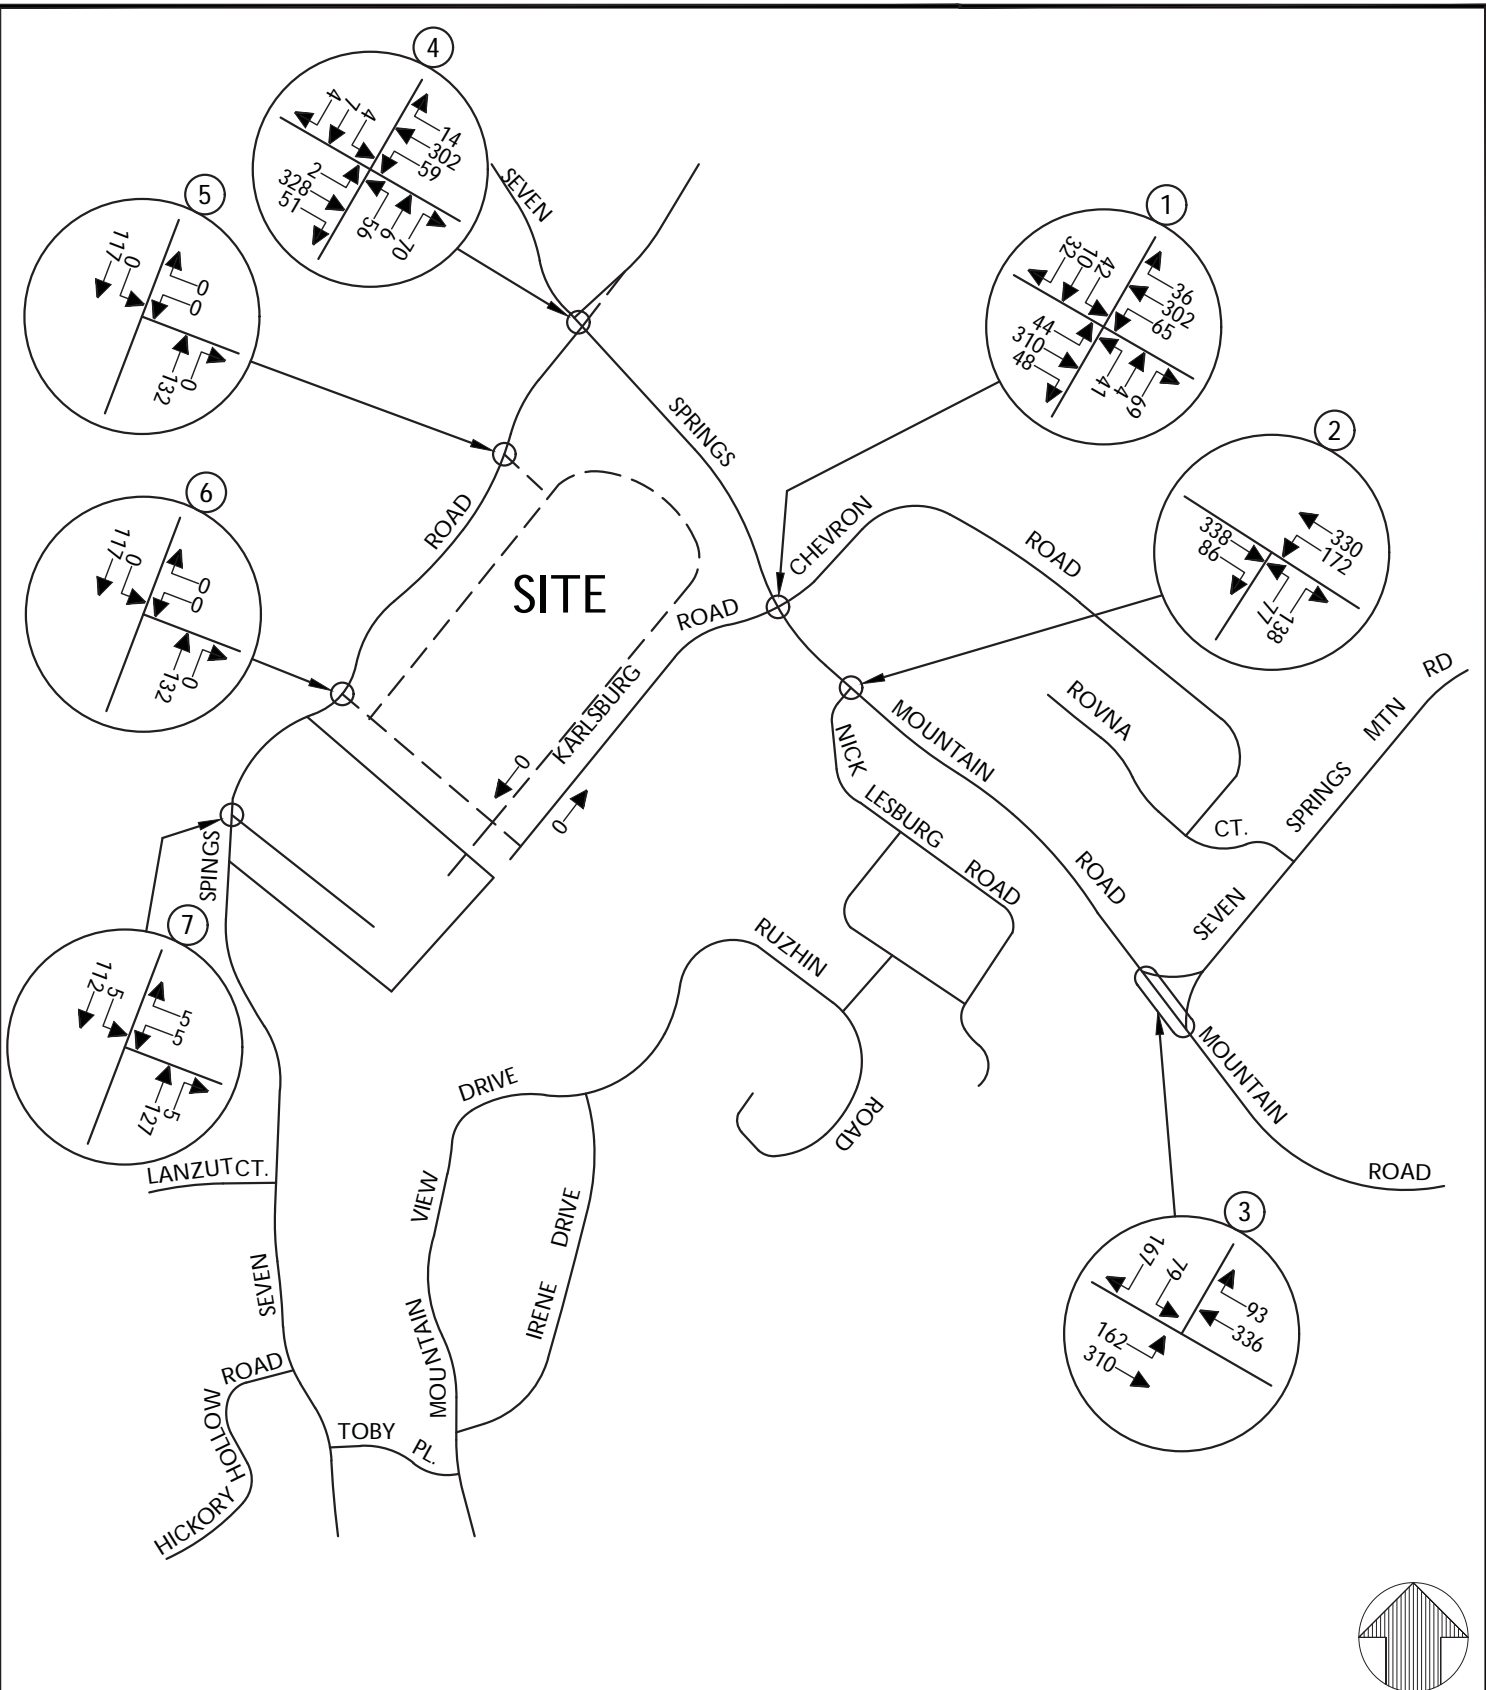 4
4
7
4
14
302
59
2
328
51
56
6
70
SEVEN
5
117
0
0
0
132
0
1
32
10
42
36
302
65
44
310
48
41
4
69
SPRINGS
2
338
86
330
172
77
138
6
117
0
0
0
132
0
ROAD
SITE
CHEVRON
ROAD
ROAD
KARLSBURG
0
0
ROVNA
CT.
RD
MTN
SPRINGS
SEVEN
NICK
LESBURG
ROAD
MOUNTAIN
ROAD
SPINGS
7
112
5
5
5
127
5
RUZHIN
ROAD
DRIVE
MOUNTAIN
ROAD
LANZUT CT.
VIEW
MOUNTAIN
IRENE DRIVE
SEVEN
3
167
79
93
336
162
310
ROAD
HOLLOW
HICKORY
TOBY
PL.